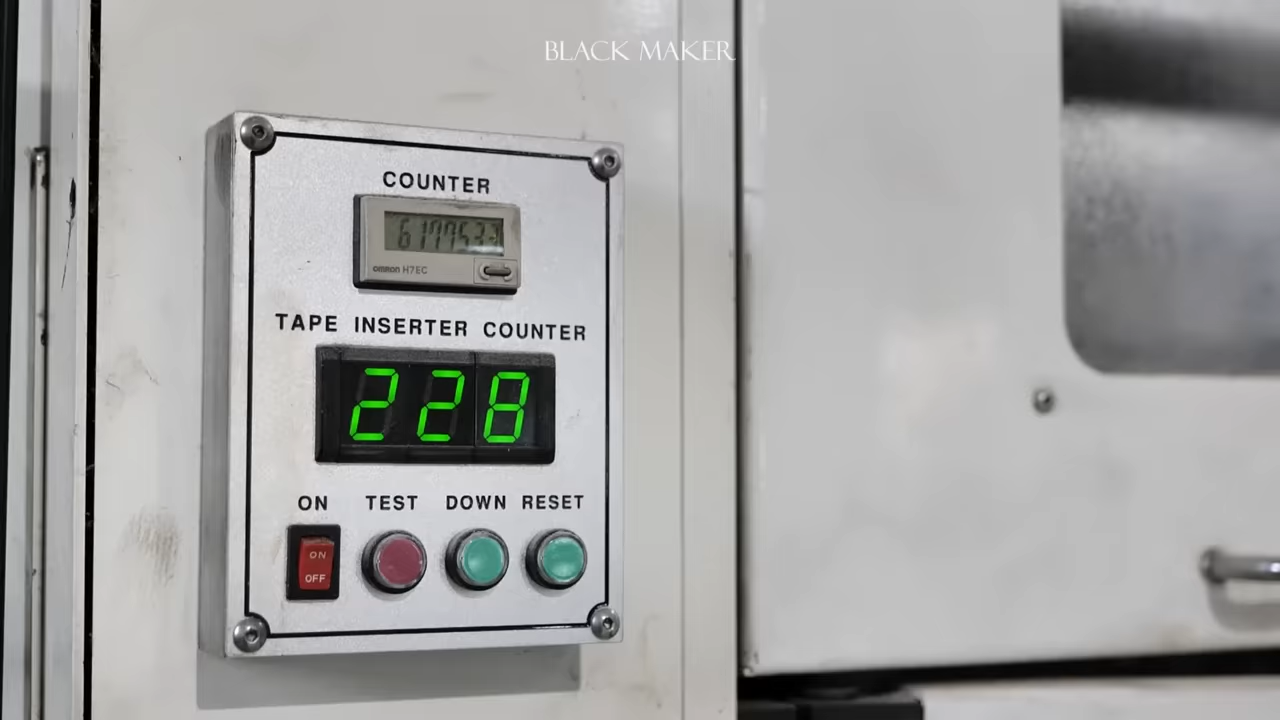 BLACK MAKER
COUNTER
omron H7EC
TAPE INSERTER COUNTER
228
ON TEST DOWN RESET
ON
OFF